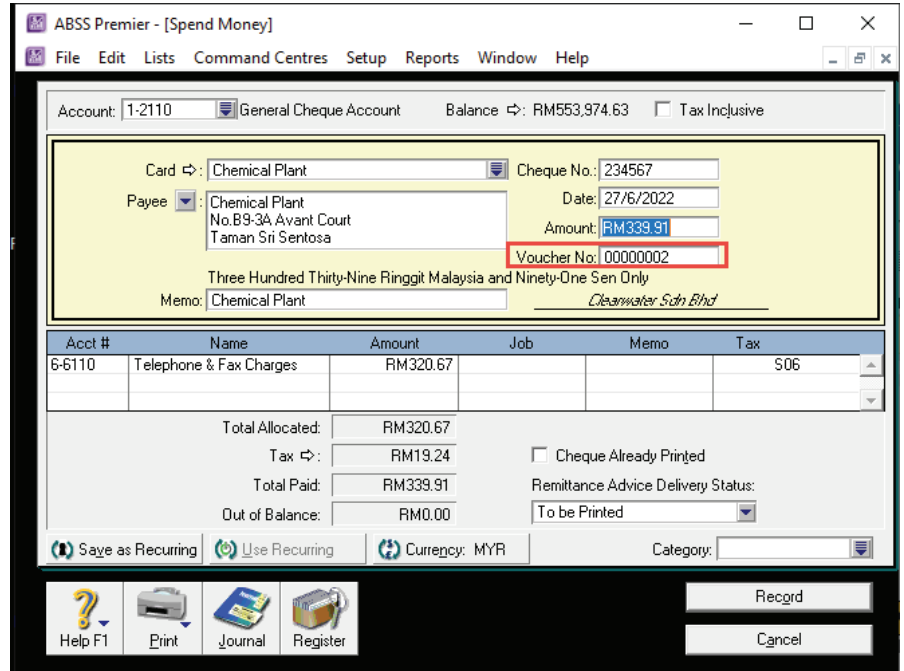 ABSS Premier - [Spend Money]
File Edit Lists Command Centres Setup Reports Window Help
Account: 1-2110 General Cheque Account Balance ⇨: RM553,974.63 Tax Inclusive
Card ⇨: Chemical Plant Cheque No.: 234567
Payee : Chemical Plant Date: 27/6/2022
No.B9-3A Avant Court
Taman Sri Sentosa Amount: RM339.91
Voucher No: 00000002
Three Hundred Thirty-Nine Ringgit Malaysia and Ninety-One Sen Only
Memo: Chemical Plant Clearwater Sdn Bhd
Acct # Name Amount Job Memo Tax
6-6110 Telephone & Fax Charges RM320.67 S06
Total Allocated: RM320.67
Tax ⇨: RM19.24 Cheque Already Printed
Total Paid: RM339.91 Remittance Advice Delivery Status:
Out of Balance: RM0.00 To be Printed
Save as Recurring Use Recurring Currency: MYR Category:
Record
Help F1 Print Journal Register Cancel